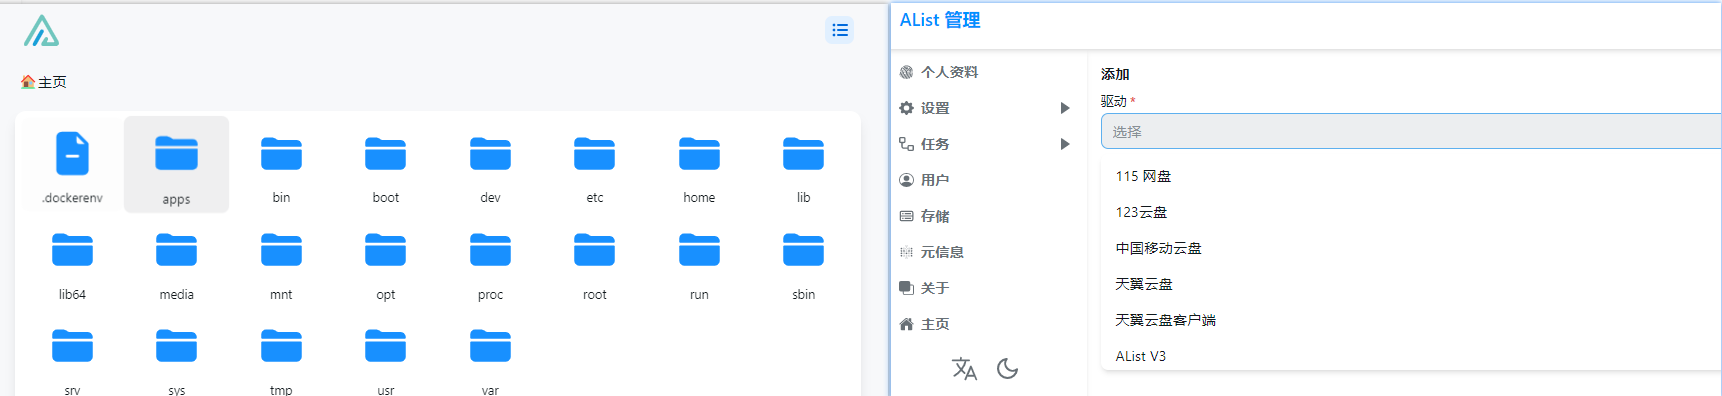 主页
.dockerenv apps bin boot dev etc home lib
lib64 media mnt opt proc root run sbin
srv sys tmp usr var
AList 管理
个人资料
设置
任务
用户
存储
元信息
关于
主页
添加
驱动 *
选择
115 网盘
123云盘
中国移动云盘
天翼云盘
天翼云盘客户端
AList V3